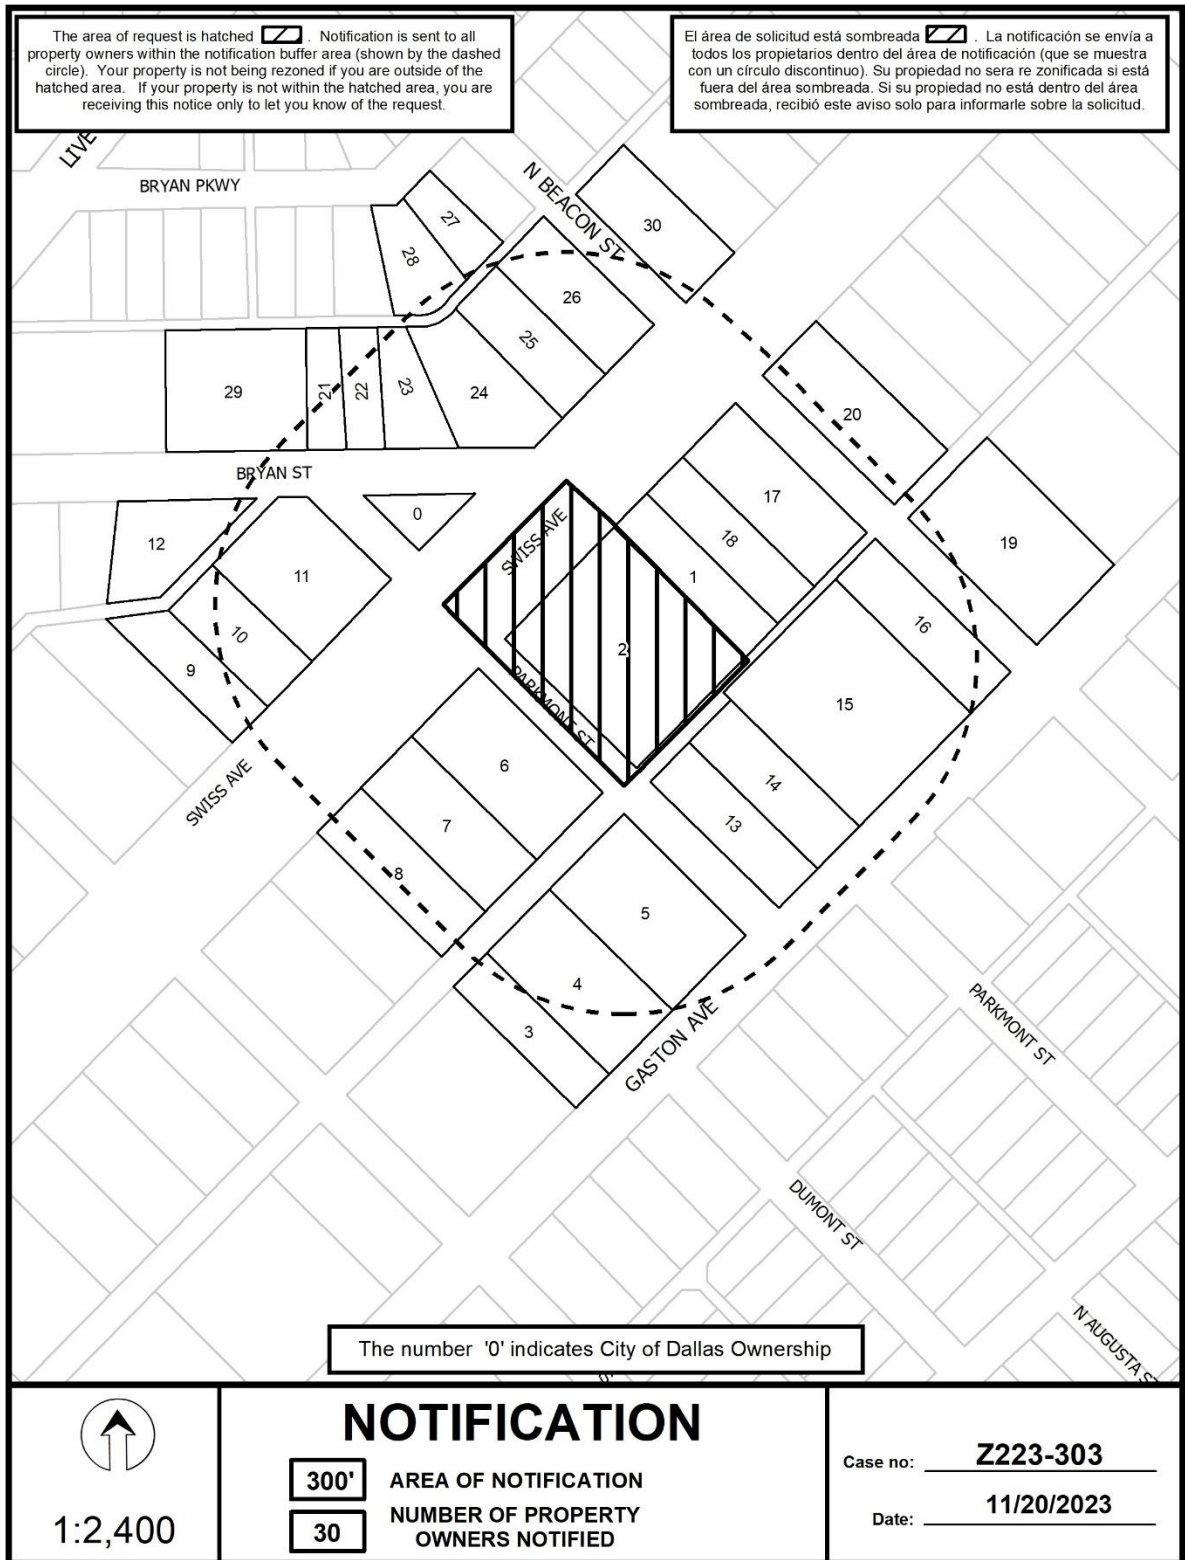 The area of request is hatched . Notification is sent to all
property owners within the notification buffer area (shown by the dashed
circle). Your property is not being rezoned if you are outside of the
hatched area. If your property is not within the hatched area, you are
receiving this notice only to let you know of the request.
El área de solicitud está sombreada . La notificación se envía a
todos los propietarios dentro del área de notificación (que se muestra
con un círculo discontinuo). Su propiedad no sera re zonificada si está
fuera del área sombreada. Si su propiedad no está dentro del área
sombreada, recibió este aviso solo para informarle sobre la solicitud.
LIVE
BRYAN PKWY
N BEACON ST
30
27
28
26
25
29
21
22
23
24
20
BRYAN ST
0
17
18
19
12
11
SWISS AVE
1
10
16
9
2
PARKMONT ST
15
6
14
SWISS AVE
7
13
8
5
4
3
GASTON AVE
PARKMONT ST
DUMONT ST
N AUGUSTA ST
The number '0' indicates City of Dallas Ownership
1:2,400
NOTIFICATION
300' AREA OF NOTIFICATION
30 NUMBER OF PROPERTY
OWNERS NOTIFIED
Case no: Z223-303
Date: 11/20/2023